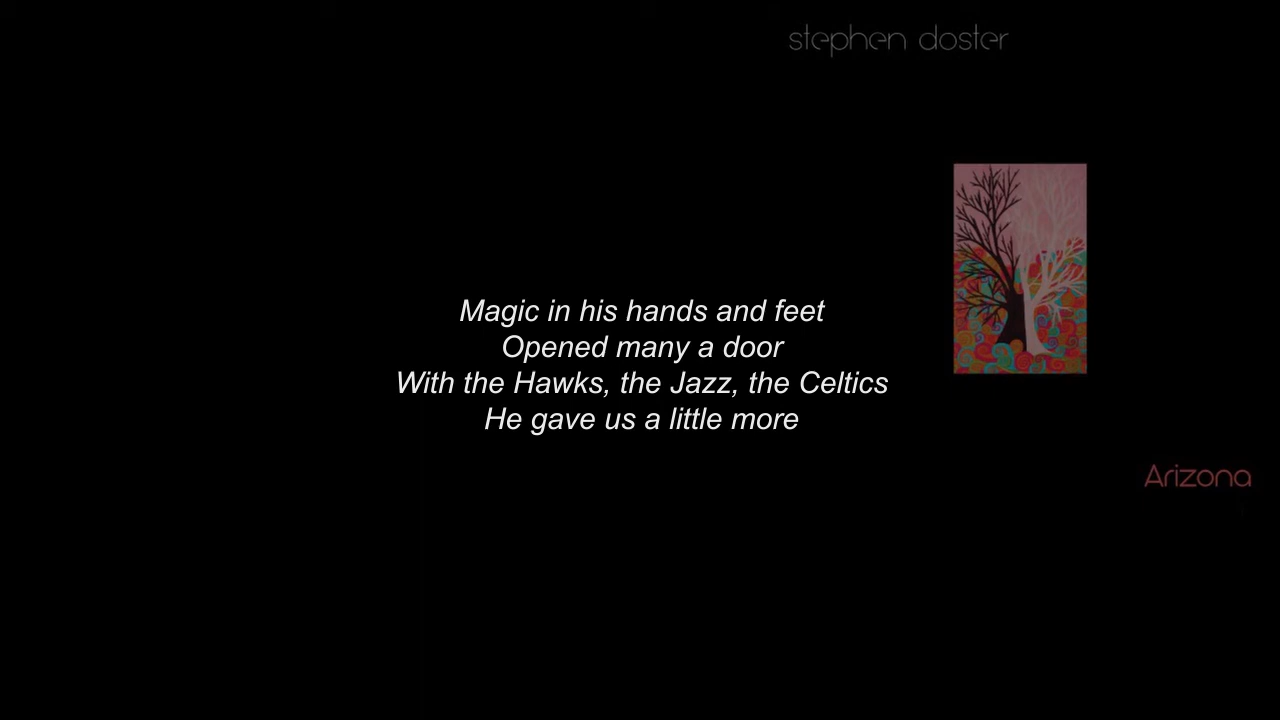 stephen doster
Magic in his hands and feet
Opened many a door
With the Hawks, the Jazz, the Celtics
He gave us a little more
Arizona